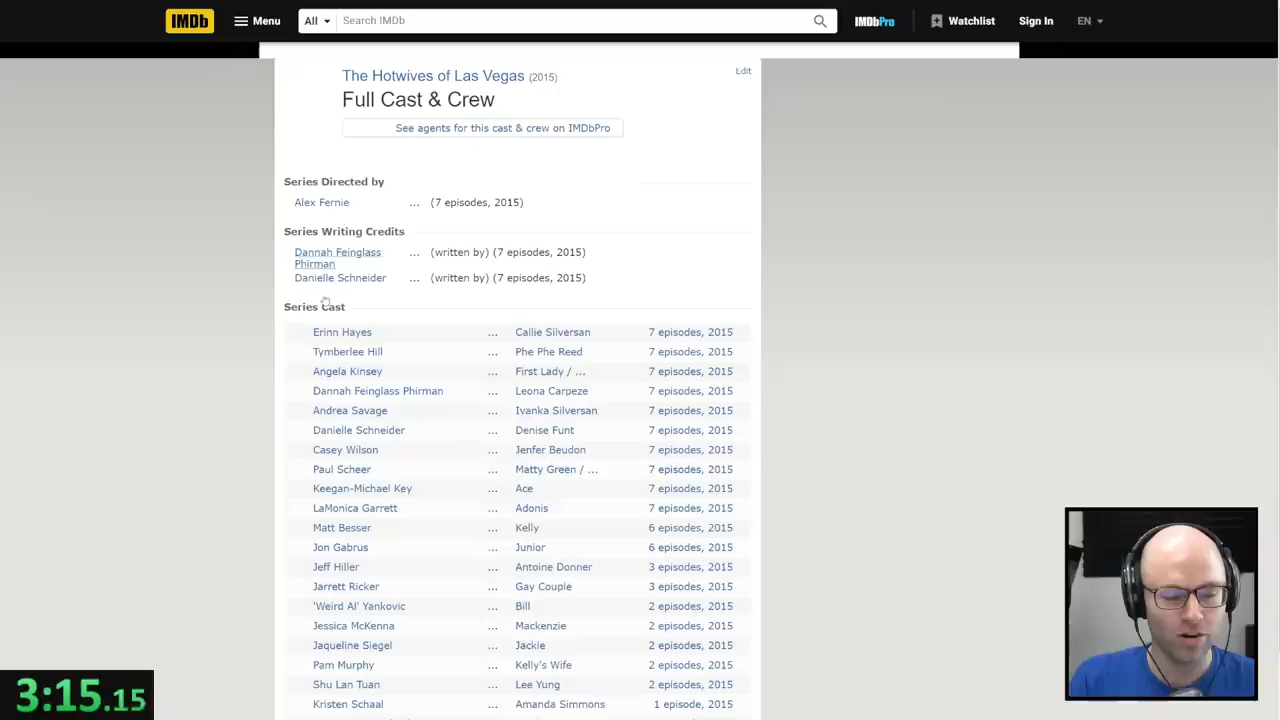 IMDb Menu All Search IMDb IMDbPro Watchlist Sign In EN
The Hotwives of Las Vegas (2015) Edit
Full Cast & Crew
See agents for this cast & crew on IMDbPro
Series Directed by
Alex Fernie ... (7 episodes, 2015)
Series Writing Credits
Dannah Feinglass ... (written by) (7 episodes, 2015)
Phirman
Danielle Schneider ... (written by) (7 episodes, 2015)
Series Cast
Erinn Hayes ... Callie Silversan 7 episodes, 2015
Tymberlee Hill ... Phe Phe Reed 7 episodes, 2015
Angela Kinsey ... First Lady / ... 7 episodes, 2015
Dannah Feinglass Phirman ... Leona Carpeze 7 episodes, 2015
Andrea Savage ... Ivanka Silversan 7 episodes, 2015
Danielle Schneider ... Denise Funt 7 episodes, 2015
Casey Wilson ... Jenfer Beudon 7 episodes, 2015
Paul Scheer ... Matty Green / ... 7 episodes, 2015
Keegan-Michael Key ... Ace 7 episodes, 2015
LaMonica Garrett ... Adonis 7 episodes, 2015
Matt Besser ... Kelly 6 episodes, 2015
Jon Gabrus ... Junior 6 episodes, 2015
Jeff Hiller ... Antoine Donner 3 episodes, 2015
Jarrett Ricker ... Gay Couple 3 episodes, 2015
'Weird Al' Yankovic ... Bill 2 episodes, 2015
Jessica McKenna ... Mackenzie 2 episodes, 2015
Jaqueline Siegel ... Jackie 2 episodes, 2015
Pam Murphy ... Kelly's Wife 2 episodes, 2015
Shu Lan Tuan ... Lee Yung 2 episodes, 2015
Kristen Schaal ... Amanda Simmons 1 episode, 2015
3:15.15